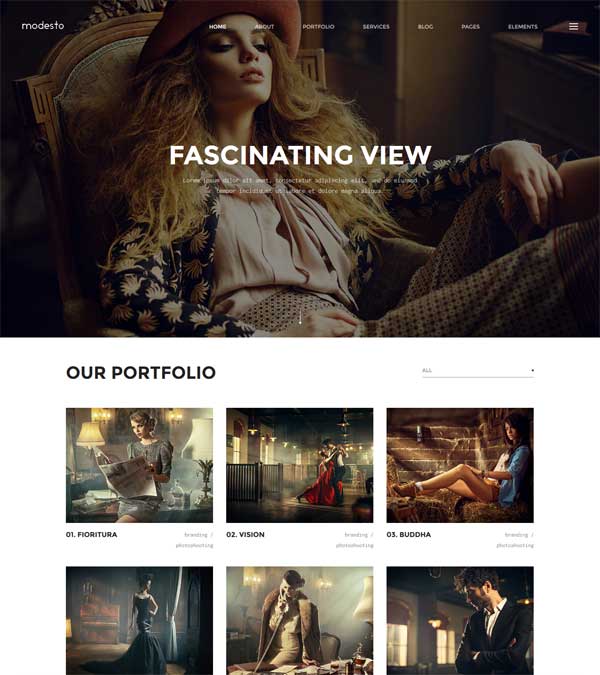 modesto
HOME ABOUT PORTFOLIO SERVICES BLOG PAGES ELEMENTS
FASCINATING VIEW
Lorem ipsum dolor sit amet, consectetur adipiscing elit, sed do eiusmod
tempor incididunt ut labore et dolore magna aliqua.
OUR PORTFOLIO
ALL
01. FIORITURA branding /
photoshooting
02. VISION branding /
photoshooting
03. BUDDHA branding /
photoshooting